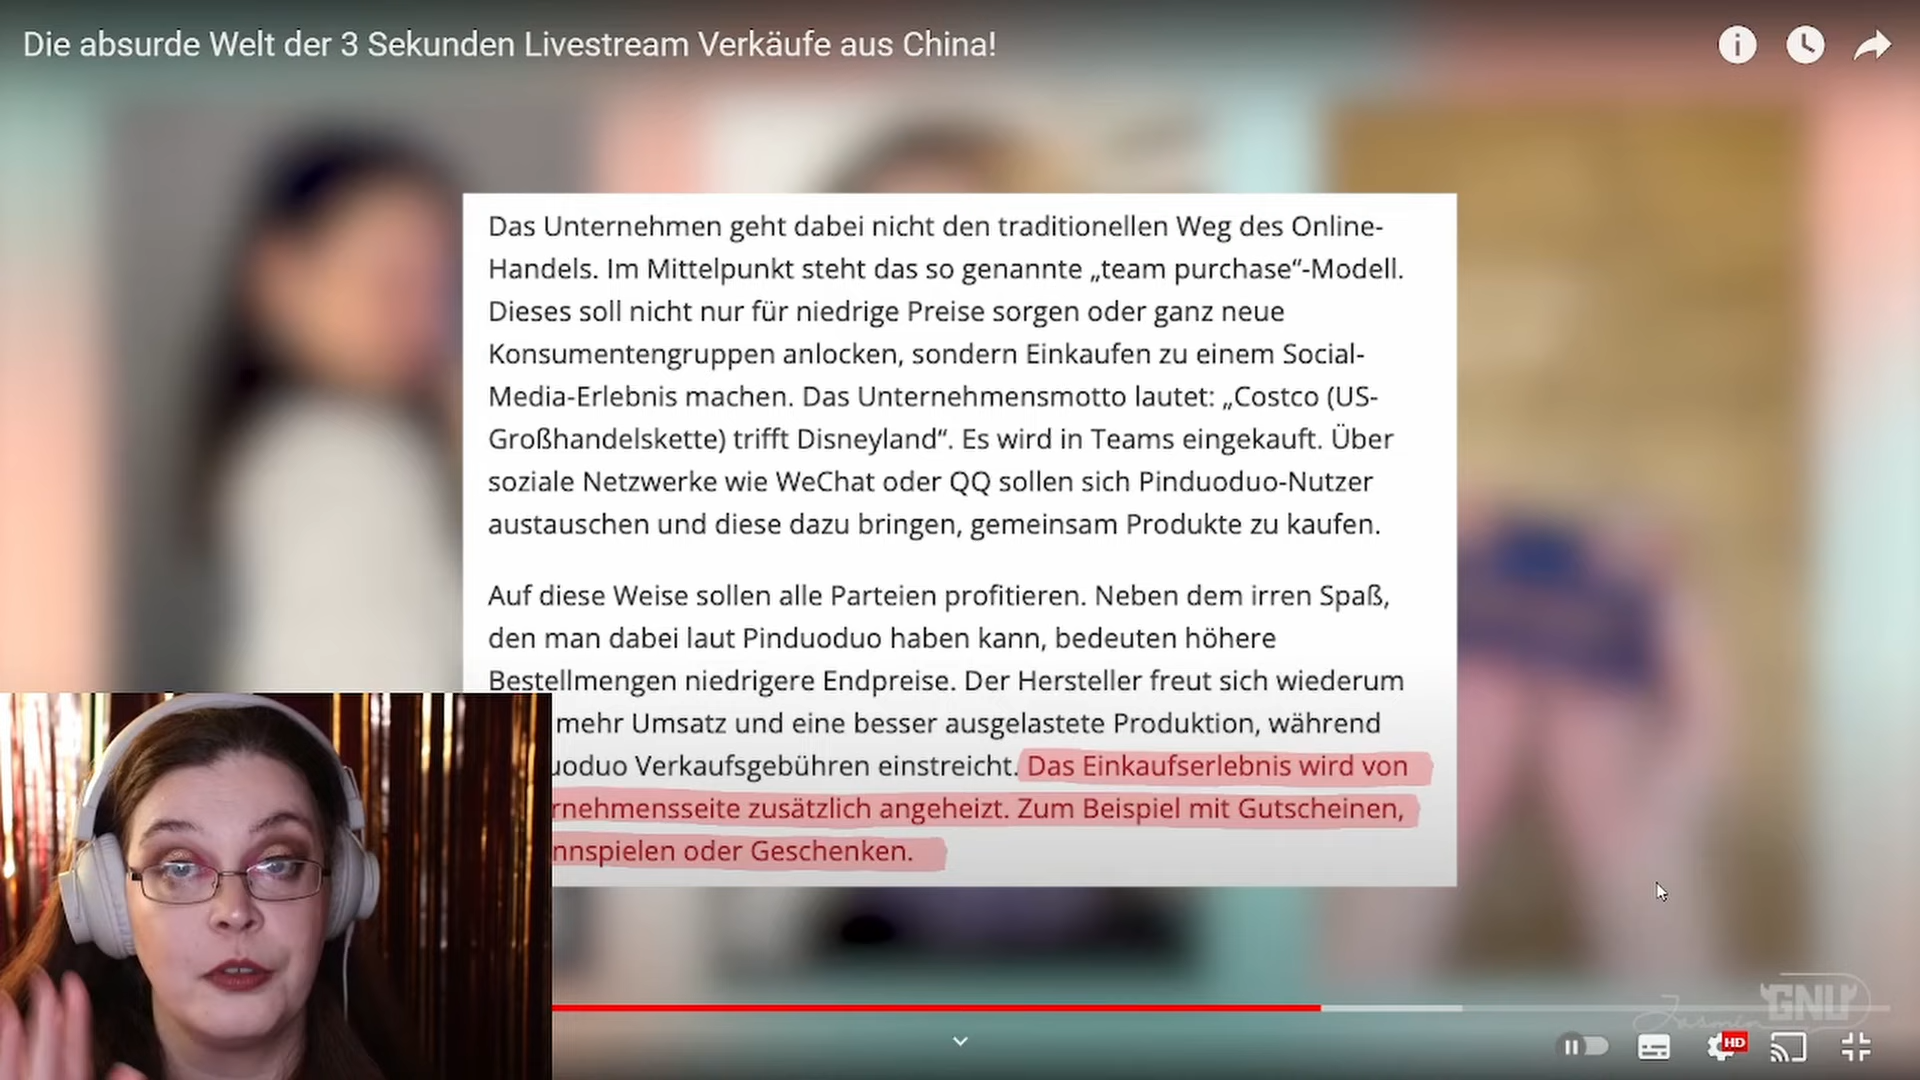 Die absurde Welt der 3 Sekunden Livestream Verkäufe aus China!
Das Unternehmen geht dabei nicht den traditionellen Weg des Online-
Handels. Im Mittelpunkt steht das so genannte „team purchase“-Modell.
Dieses soll nicht nur für niedrige Preise sorgen oder ganz neue
Konsumentengruppen anlocken, sondern Einkaufen zu einem Social-
Media-Erlebnis machen. Das Unternehmensmotto lautet: „Costco (US-
Großhandelskette) trifft Disneyland“. Es wird in Teams eingekauft. Über
soziale Netzwerke wie WeChat oder QQ sollen sich Pinduoduo-Nutzer
austauschen und diese dazu bringen, gemeinsam Produkte zu kaufen.
Auf diese Weise sollen alle Parteien profitieren. Neben dem irren Spaß,
den man dabei laut Pinduoduo haben kann, bedeuten höhere
Bestellmengen niedrigere Endpreise. Der Hersteller freut sich wiederum
mehr Umsatz und eine besser ausgelastete Produktion, während
uoduo Verkaufsgebühren einstreicht. Das Einkaufserlebnis wird von
rnehmensseite zusätzlich angeheizt. Zum Beispiel mit Gutscheinen,
nnspielen oder Geschenken.
Jasmin GNU
HD